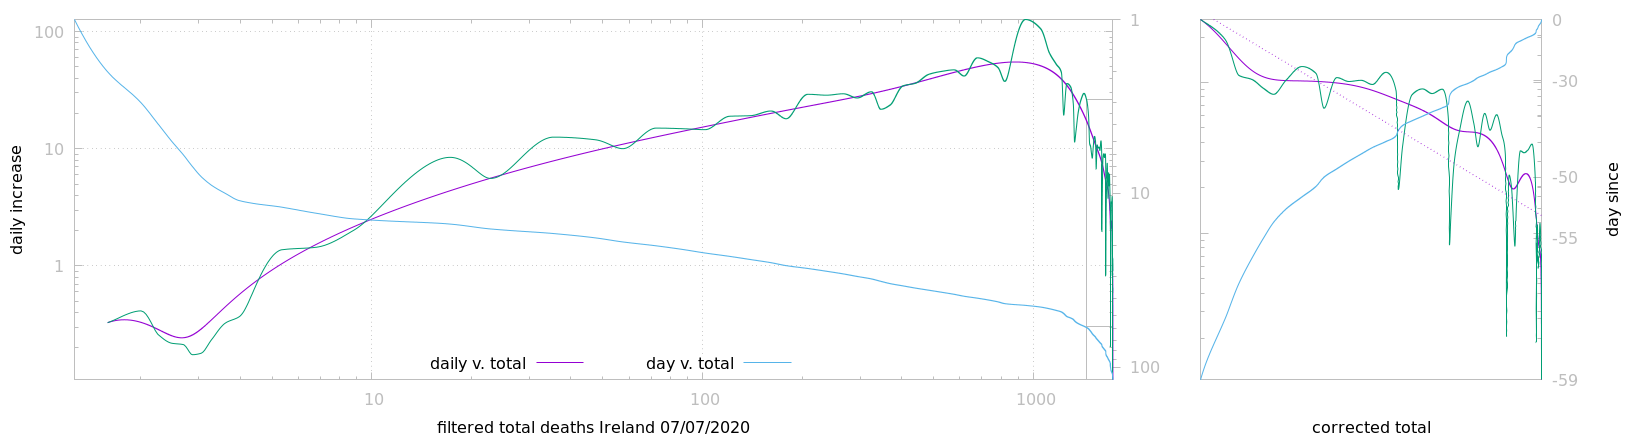 100
10
1
daily increase
daily v. total
day v. total
10
100
1000
filtered total deaths Ireland 07/07/2020
1
10
100
0
-30
-50
-55
-59
day since
corrected total